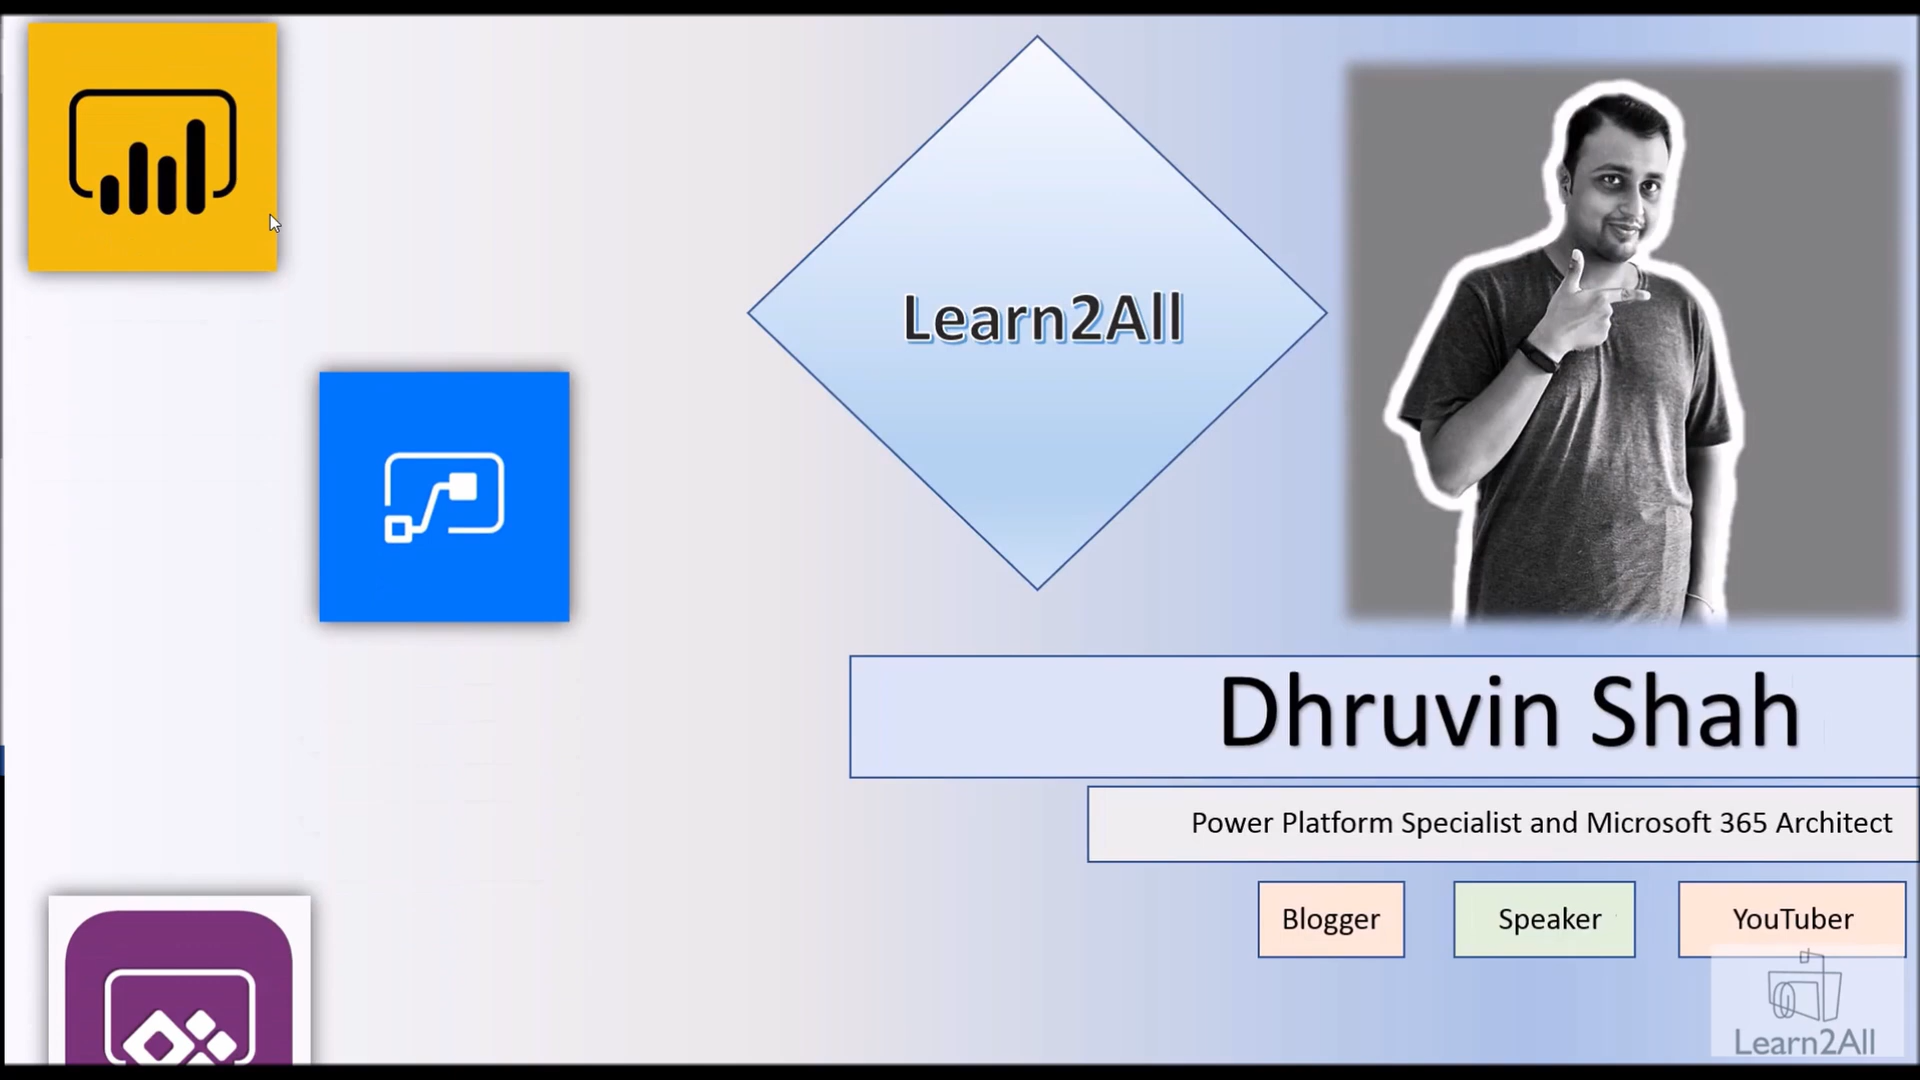 Learn2All
Dhruvin Shah
Power Platform Specialist and Microsoft 365 Architect
Blogger
Speaker
YouTuber
Learn2All